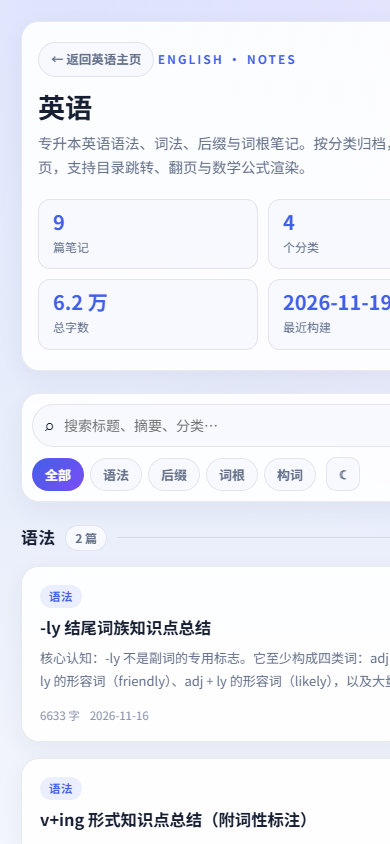 ← 返回英语主页 ENGLISH • NOTES
英语
专升本英语语法、词法、后缀与词根笔记。按分类归档，
页，支持目录跳转、翻页与数学公式渲染。
9
篇笔记
4
个分类
6.2 万
总字数
2026-11-19
最近构建
搜索标题、摘要、分类…
全部 语法 后缀 词根 构词
语法 2 篇
语法
-ly 结尾词族知识点总结
核心认知：-ly 不是副词的专用标志。它至少构成四类词：adj
ly 的形容词（friendly）、adj + ly 的形容词（likely），以及大量
6633 字 2026-11-16
语法
v+ing 形式知识点总结（附词性标注）